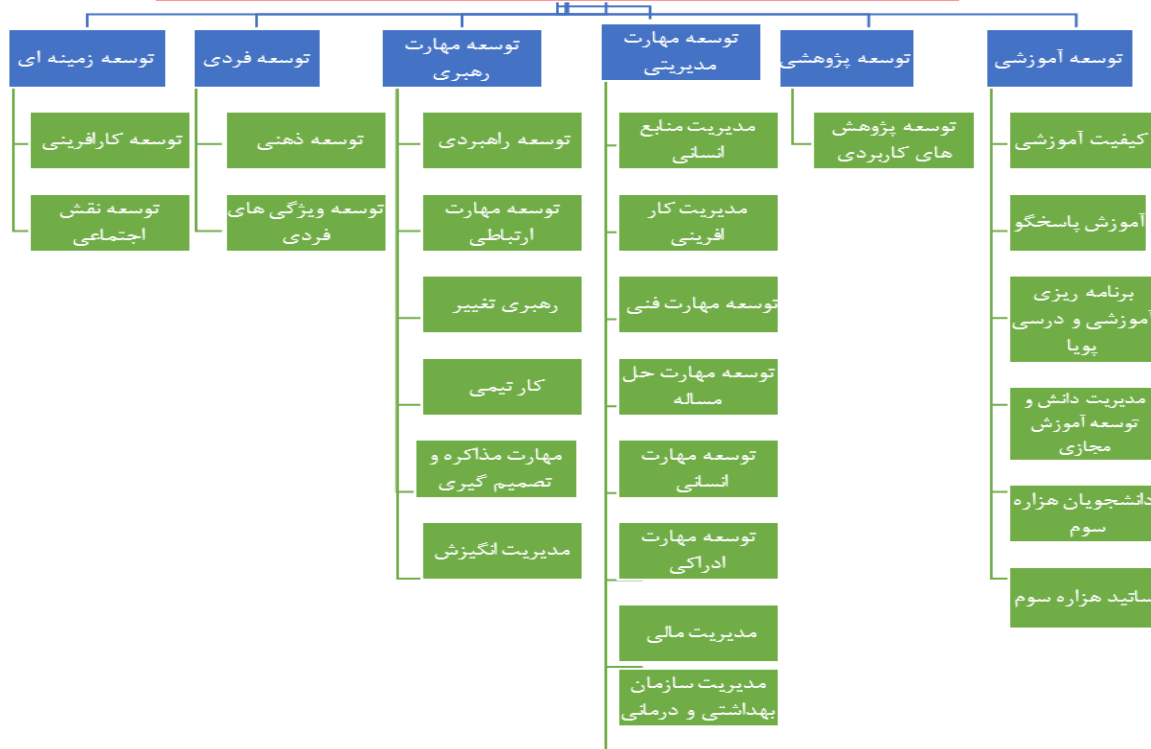 توسعه آموزشی
کیفیت آموزشی
آموزش پاسخگو
برنامه ریزی
آموزشی و درسی
پویا
مدیریت دانش و
توسعه آموزش
مجازی
دانشجویان هزاره
سوم
ساتید هزاره سوم
توسعه پژوهشی
توسعه پژوهش
های کاربردی
توسعه مهارت
مدیریتی
مدیریت منابع
انسانی
مدیریت کار
افرینی
توسعه مهارت فنی
توسعه مهارت حل
مساله
توسعه مهارت
انسانی
توسعه مهارت
ادراکی
مدیریت مالی
مدیریت سازمان
بهداشتی و درمانی
توسعه مهارت
رهبری
توسعه راهبردی
توسعه مهارت
ارتباطی
رهبری تغییر
کار تیمی
مهارت مذاکره و
تصمیم گیری
مدیریت انگیزش
توسعه فردی
توسعه ذهنی
توسعه ویژگی های
فردی
توسعه زمینه ای
توسعه کارافرینی
توسعه نقش
اجتماعی